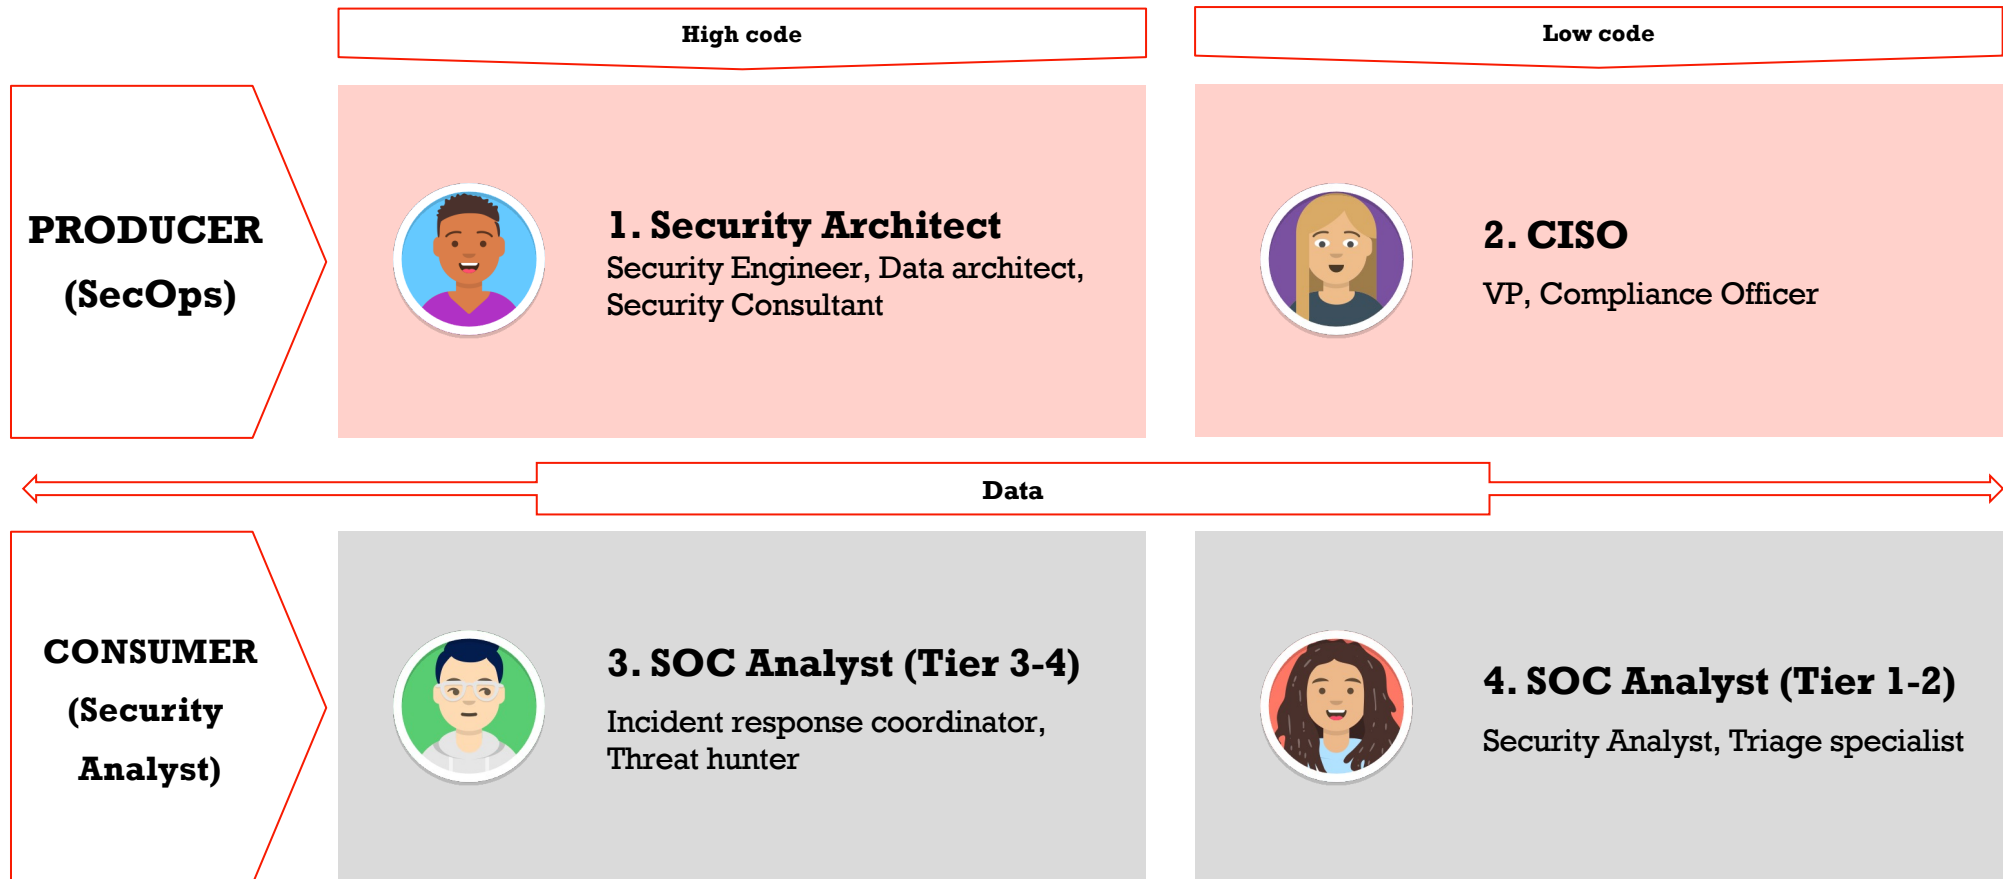 High code
Low code
PRODUCER
(SecOps)
1. Security Architect
Security Engineer, Data architect,
Security Consultant
2. CISO
VP, Compliance Officer
Data
CONSUMER
(Security
Analyst)
3. SOC Analyst (Tier 3-4)
Incident response coordinator,
Threat hunter
4. SOC Analyst (Tier 1-2)
Security Analyst, Triage specialist